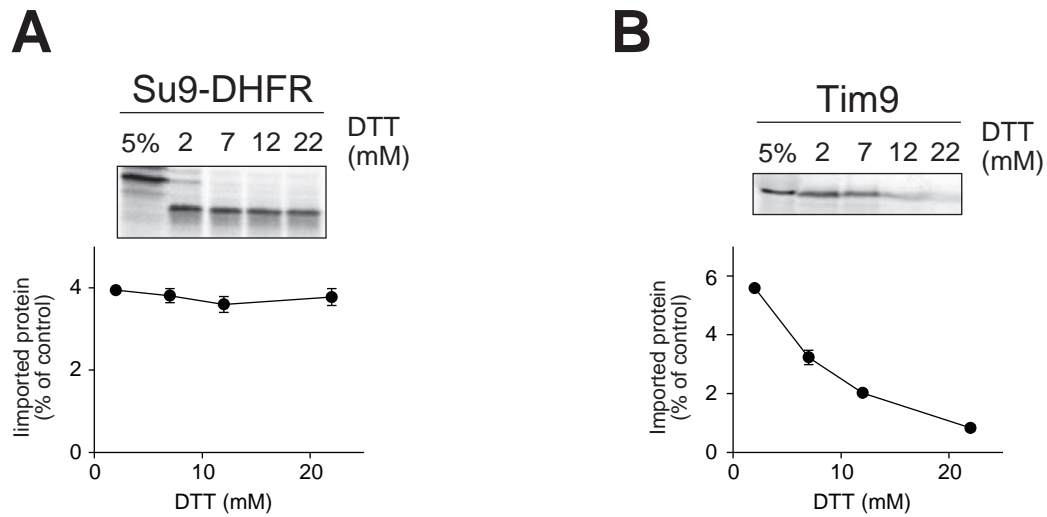 A
Su9-DHFR
5% 2 7 12 22 DTT (mM)
Iimported protein
(% of control)
4
2
0
0 10 20
DTT (mM)
B
Tim9
5% 2 7 12 22 DTT (mM)
Imported protein
(% of control)
6
4
2
0
0 10 20
DTT (mM)